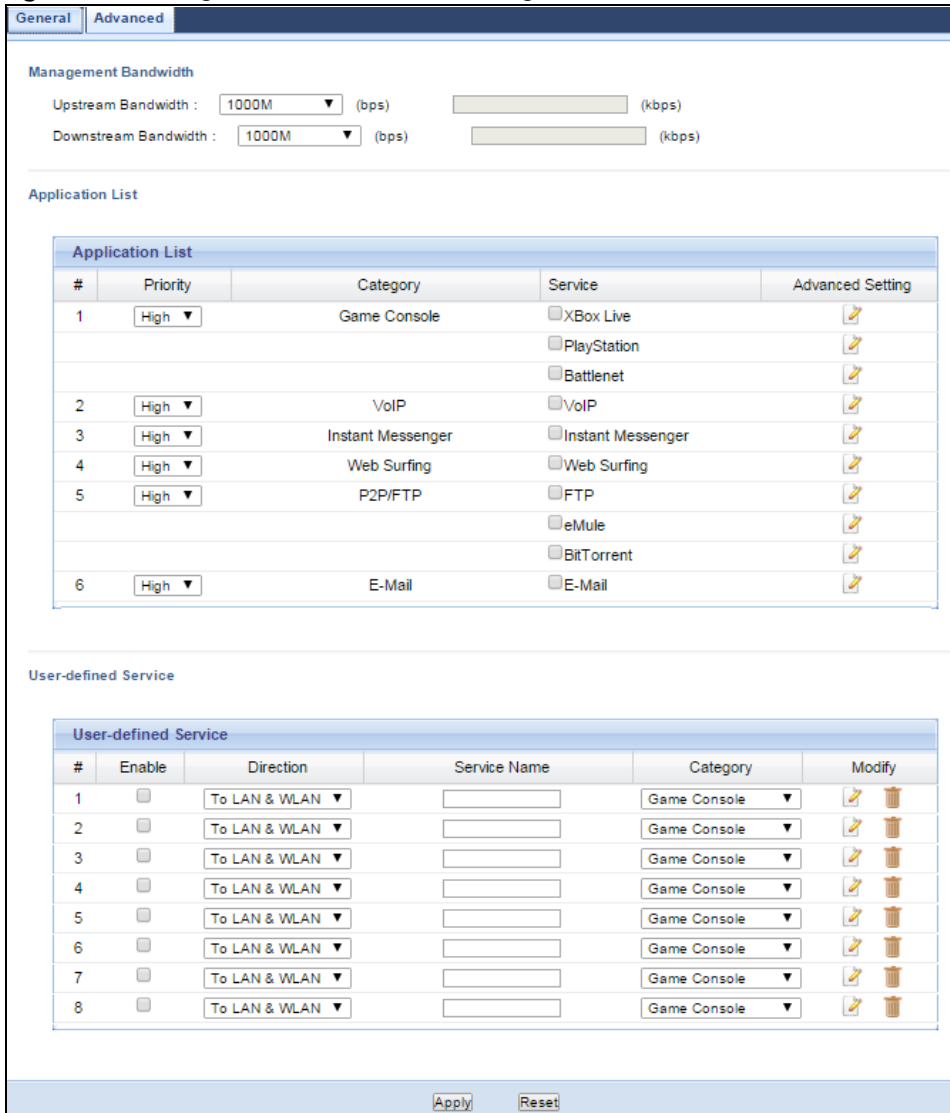 General Advanced
Management Bandwidth
Upstream Bandwidth : 1000M (bps) (kbps)
Downstream Bandwidth : 1000M (bps) (kbps)
Application List
Application List
# Priority Category Service Advanced Setting
1 High Game Console XBox Live
PlayStation
Battlenet
2 High VoIP VoIP
3 High Instant Messenger Instant Messenger
4 High Web Surfing Web Surfing
5 High P2P/FTP FTP
eMule
BitTorrent
6 High E-Mail E-Mail
User-defined Service
User-defined Service
# Enable Direction Service Name Category Modify
1 To LAN & WLAN Game Console
2 To LAN & WLAN Game Console
3 To LAN & WLAN Game Console
4 To LAN & WLAN Game Console
5 To LAN & WLAN Game Console
6 To LAN & WLAN Game Console
7 To LAN & WLAN Game Console
8 To LAN & WLAN Game Console
Apply Reset